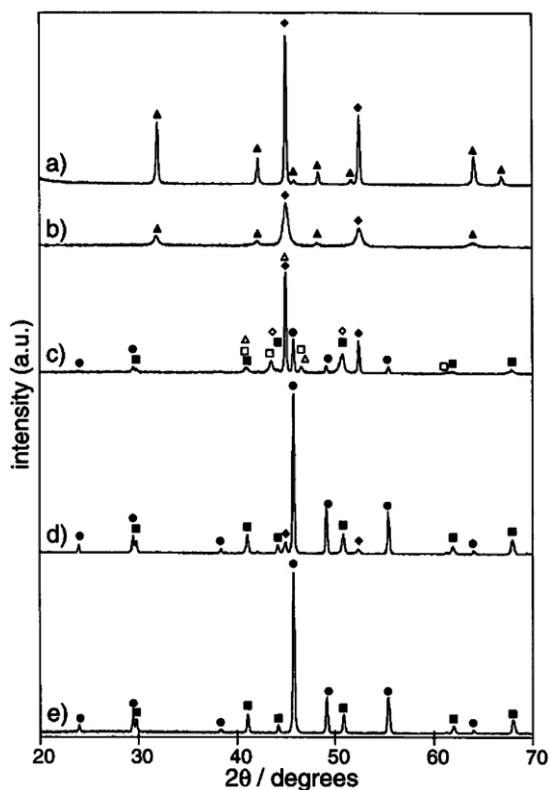 intensity (a.u.)
a)
b)
c)
d)
e)
20 30 40 50 60 70
2θ / degrees